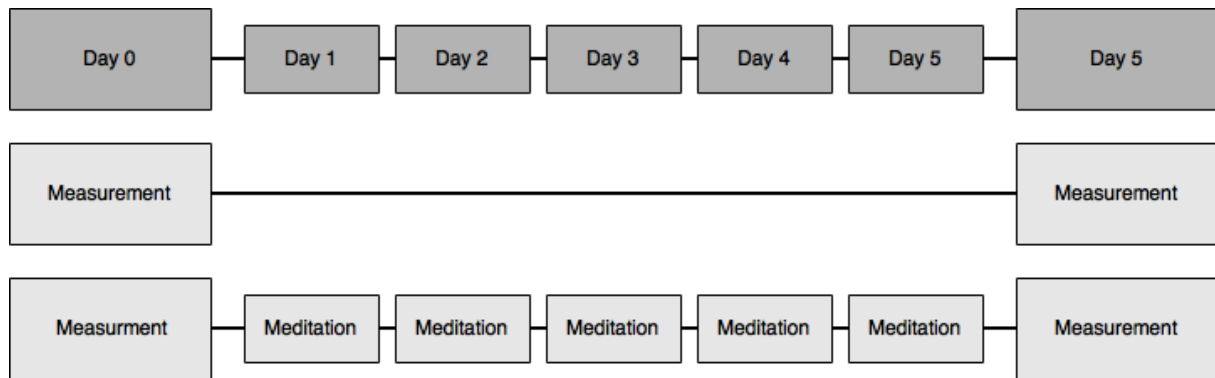 Day 0 Day 1 Day 2 Day 3 Day 4 Day 5 Day 5
Measurement Measurement
Measurment Meditation Meditation Meditation Meditation Meditation Measurement